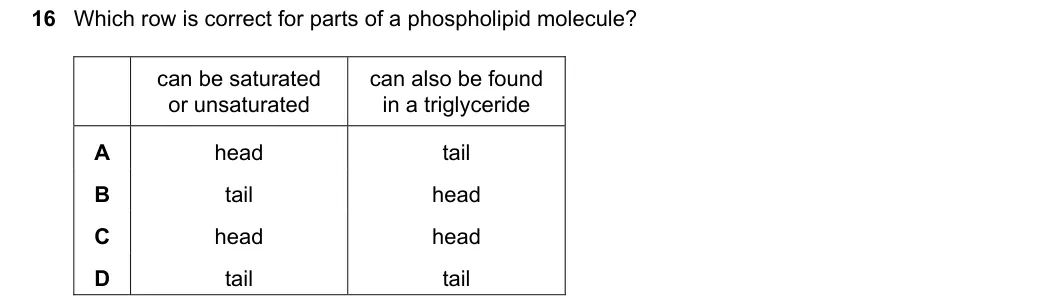 16 Which row is correct for parts of a phospholipid molecule?
can be saturated can also be found
or unsaturated in a triglyceride
A head tail
B tail head
C head head
D tail tail